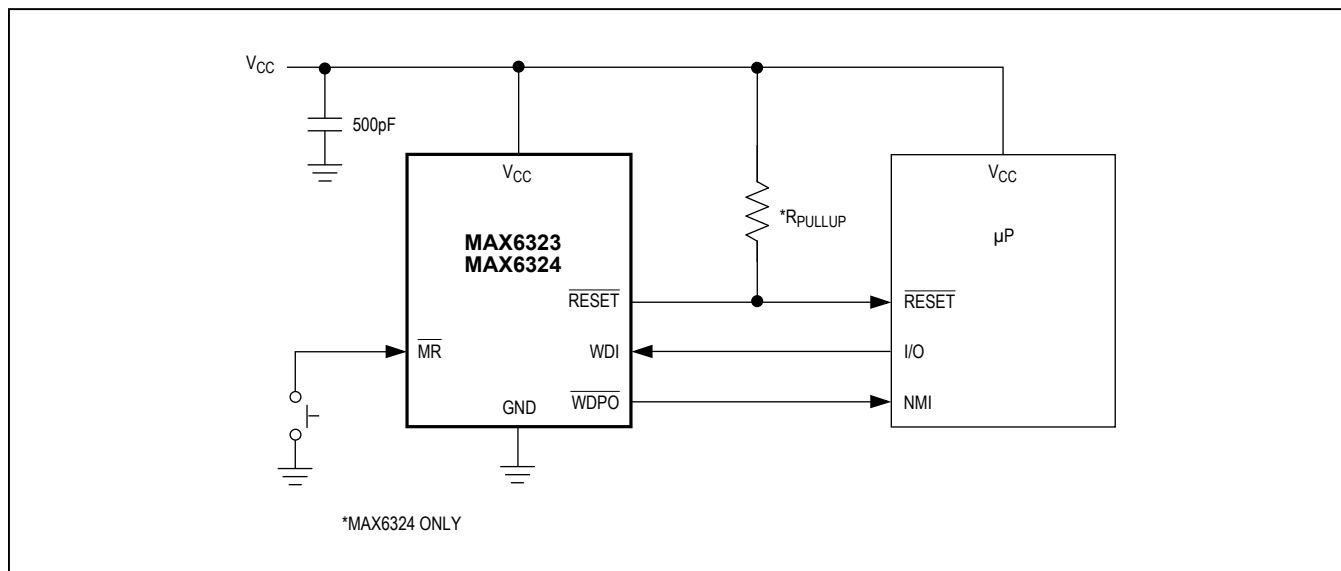 VCC
500pF
VCC
MAX6323
MAX6324
RESET
MR
WDI
GND
WDPO
*RPULLUP
VCC
µP
RESET
I/O
NMI
*MAX6324 ONLY